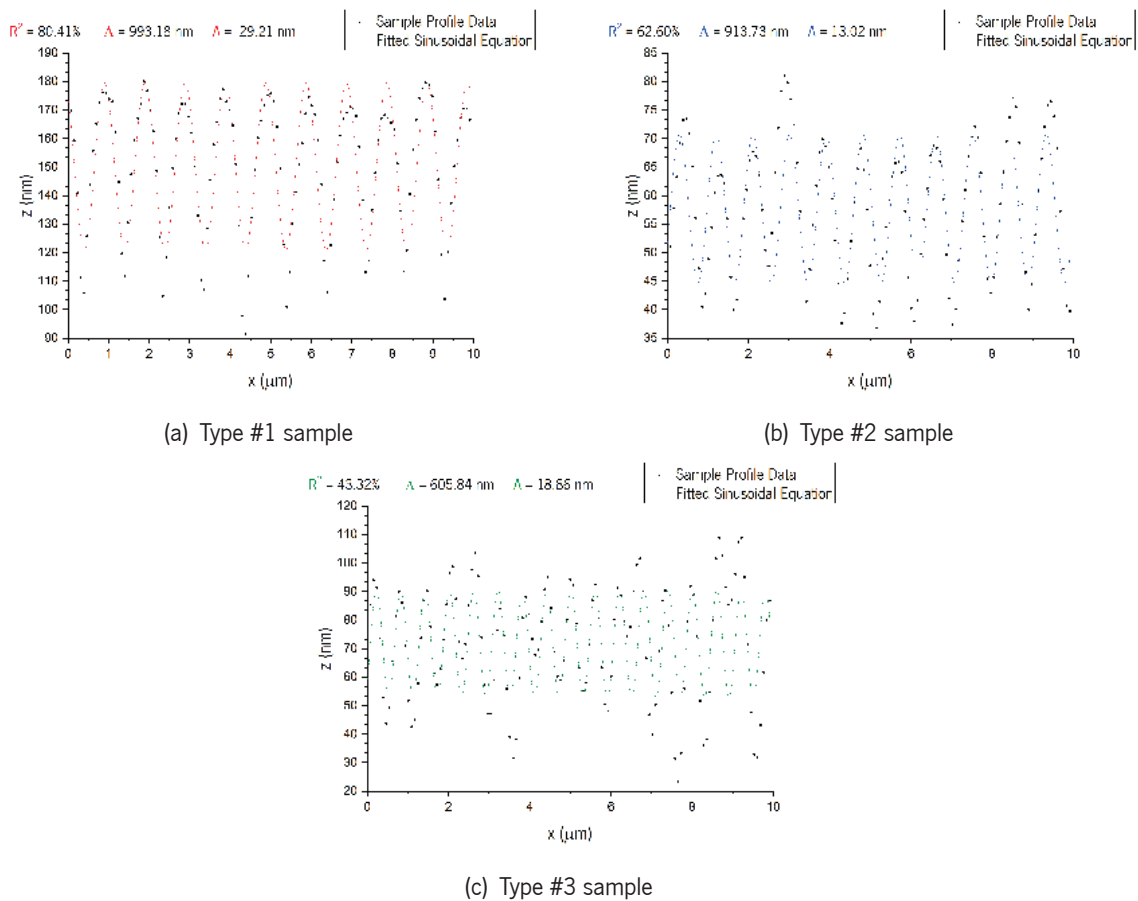 R² = 80.41% Λ = 993.18 nm A = 29.21 nm
Sample Profile Data
Fitted Sinusoidal Equation
190
180
170
160
150
140
130
120
110
100
90
z (nm)
0 1 2 3 4 5 6 7 8 9 10
x (μm)
(a) Type #1 sample
R² = 62.60% Λ = 913.73 nm A = 13.02 nm
Sample Profile Data
Fitted Sinusoidal Equation
85
80
75
70
65
60
55
50
45
40
35
z (nm)
0 2 4 6 8 10
x (μm)
(b) Type #2 sample
R² = 43.32% Λ = 605.84 nm A = 18.66 nm
Sample Profile Data
Fitted Sinusoidal Equation
120
110
100
90
80
70
60
50
40
30
20
z (nm)
0 2 4 6 8 10
x (μm)
(c) Type #3 sample